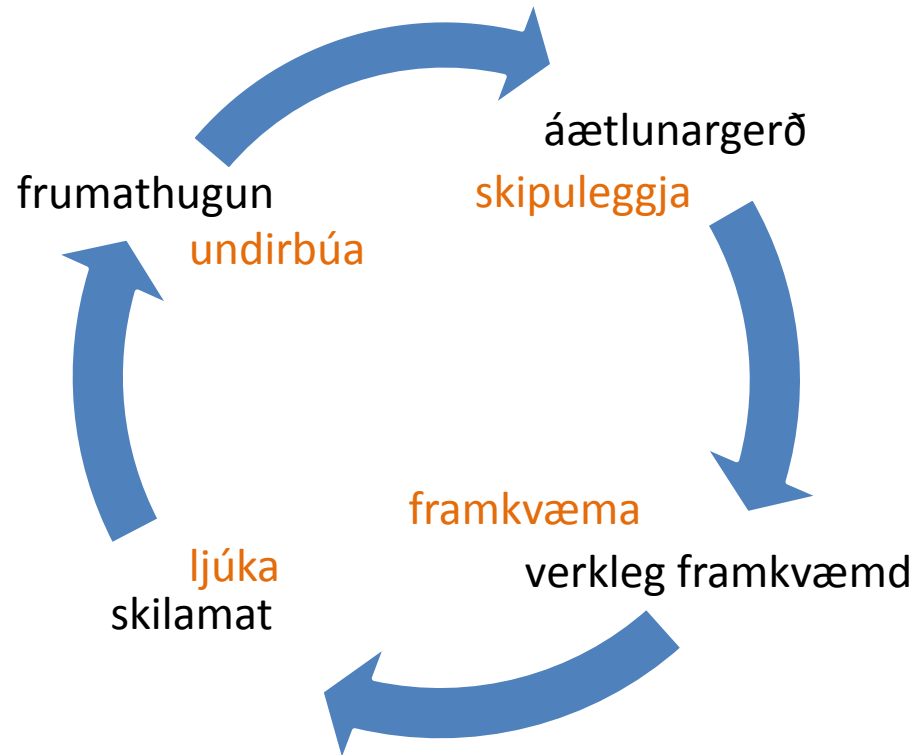 frumathugun
undirbúa
áætlunargerð
skipuleggja
framkvæma
verkleg framkvæmd
ljúka
skilamat